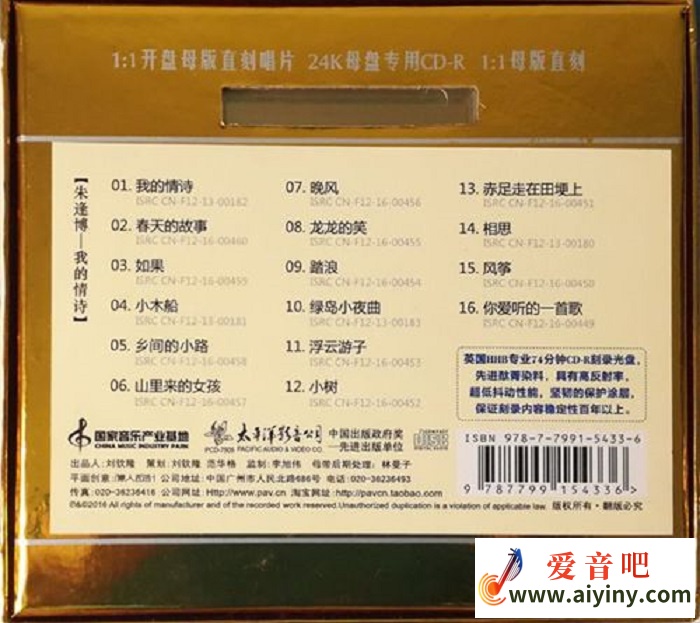 1:1开盘母版直刻唱片 24K母盘专用CD-R 1:1母版直刻
【朱逢博—我的情诗】
01. 我的情诗
ISRC CN-F12-13-00182
02. 春天的故事
ISRC CN-F12-16-00460
03. 如果
ISRC CN-F12-16-00459
04. 小木船
ISRC CN-F12-13-00181
05. 乡间的小路
ISRC CN-F12-16-00458
06. 山里来的女孩
ISRC CN-F12-16-00457
07. 晚风
ISRC CN-F12-16-00456
08. 龙龙的笑
ISRC CN-F12-16-00455
09. 踏浪
ISRC CN-F12-16-00454
10. 绿岛小夜曲
ISRC CN-F12-13-00183
11. 浮云游子
ISRC CN-F12-16-00453
12. 小树
ISRC CN-F12-16-00452
13. 赤足走在田埂上
ISRC CN-F12-16-00451
14. 相思
ISRC CN-F12-13-00180
15. 风筝
ISRC CN-F12-16-00450
16. 你爱听的一首歌
ISRC CN-F12-16-00449
英国HHB专业74分钟CD-R刻录光盘,
先进酞菁染料，具有高反射率，
超低抖动性能，坚韧的保护涂层，
保证刻录内容稳定性百年以上。
国家音乐产业基地
CHINA MUSIC INDUSTRY PARK
PCD-7905
太平洋影音公司
PACIFIC AUDIO & VIDEO CO.
中国出版政府奖
—先进出版单位
COMPACT
disc
DIGITAL AUDIO
ISBN 978-7-7991-5433-6
9 787799 154336 >
出品人：刘钦隆 策划：刘钦隆 范华杨 监制：李旭伟 母带后期处理：林曼子
平面创意： 公司地址：中国广州市人民北路686号 电话：020-36236493
传真：020-36236416 网址：Http://www.pav.cn 淘宝网址：http://pavcn.taobao.com
℗&©2016 All rights of manufacturer and of the recorded work reserved.Unauthorized duplication is a violation of applicable law. 版权所有·翻版必究
爱音吧
www.aiyiny.com